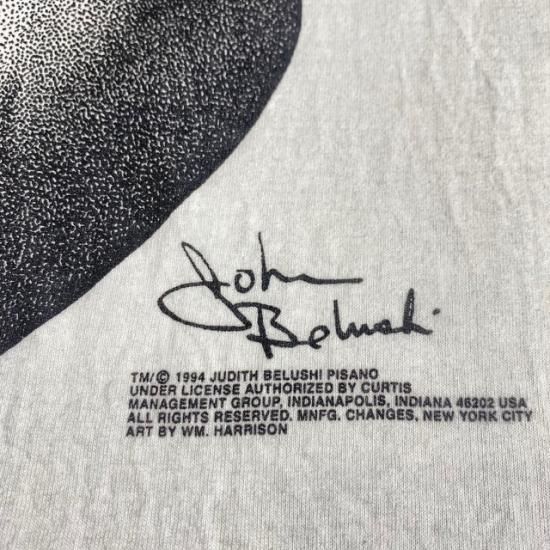 John
Belushi
TM/© 1994 JUDITH BELUSHI PISANO
UNDER LICENSE AUTHORIZED BY CURTIS
MANAGEMENT GROUP, INDIANAPOLIS, INDIANA 46202 USA
ALL RIGHTS RESERVED. MNFG. CHANGES, NEW YORK CITY
ART BY WM. HARRISON